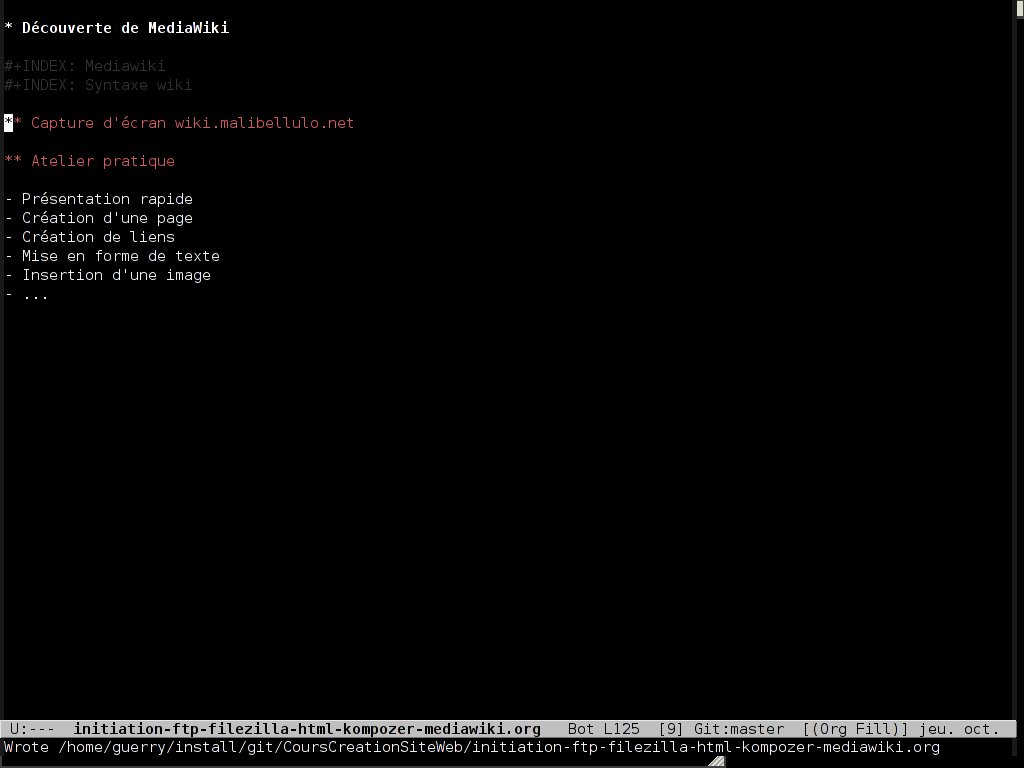 * Découverte de MediaWiki
#+INDEX: Mediawiki
#+INDEX: Syntaxe wiki
** Capture d'écran wiki.malibellulo.net
** Atelier pratique
- Présentation rapide
- Création d'une page
- Création de liens
- Mise en forme de texte
- Insertion d'une image
- ...
U:--- initiation-ftp-filezilla-html-kompozer-mediawiki.org Bot L125 [9] Git:master [(Org Fill)] jeu. oct.
Wrote /home/guerry/install/git/CoursCreationSiteWeb/initiation-ftp-filezilla-html-kompozer-mediawiki.org